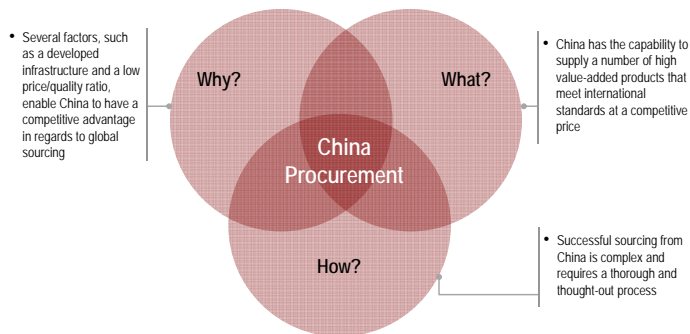 • Several factors, such
as a developed
infrastructure and a low
price/quality ratio,
enable China to have a
competitive advantage
in regards to global
sourcing
Why?
What?
• China has the capability to
supply a number of high
value-added products that
meet international
standards at a competitive
price
China
Procurement
How?
• Successful sourcing from
China is complex and
requires a thorough and
thought-out process